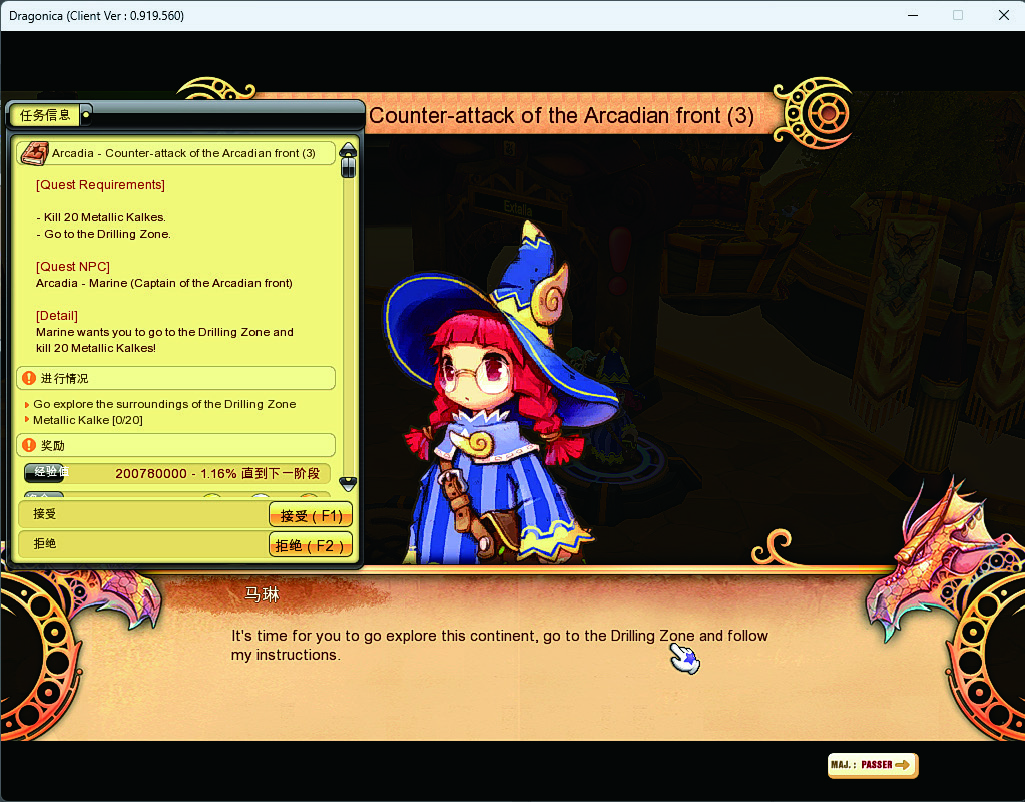 Dragonica (Client Ver : 0.919.560)
Counter-attack of the Arcadian front (3)
任务信息
Arcadia - Counter-attack of the Arcadian front (3)
[Quest Requirements]
- Kill 20 Metallic Kalkes.
- Go to the Drilling Zone.
[Quest NPC]
Arcadia - Marine (Captain of the Arcadian front)
[Detail]
Marine wants you to go to the Drilling Zone and
kill 20 Metallic Kalkes!
进行情况
Go explore the surroundings of the Drilling Zone
Metallic Kalke [0/20]
奖励
经验值 200780000 - 1.16% 直到下一阶段
接受 接受 ( F1)
拒绝 拒绝 ( F2 )
马琳
It's time for you to go explore this continent, go to the Drilling Zone and follow
my instructions.
MAJ. : PASSER